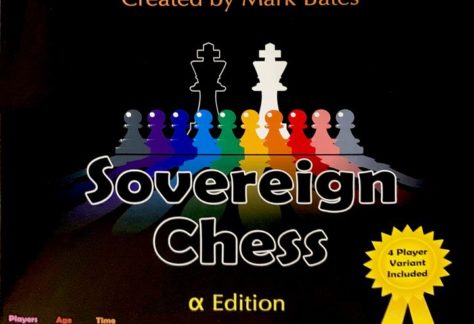 Created by Mark Bates
Sovereign
Chess
4 Player
Variant
Included
α Edition
Players Age Time